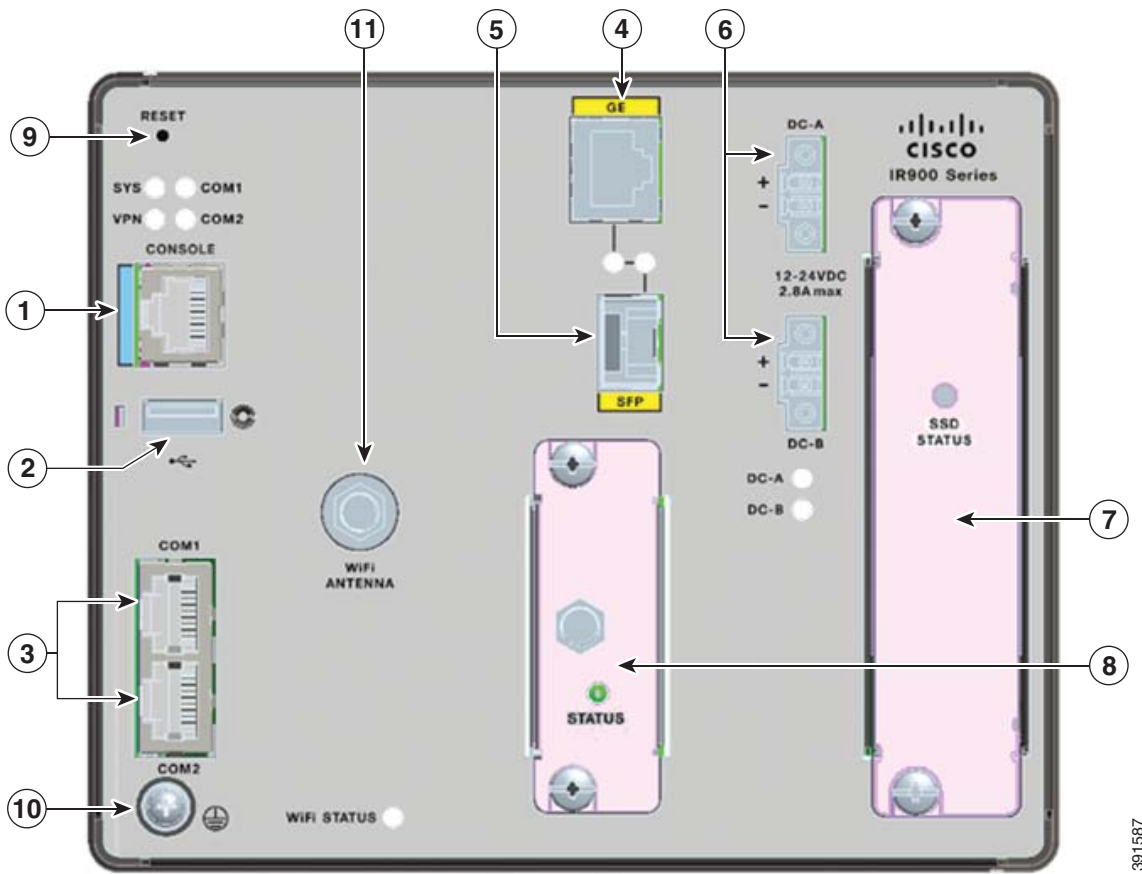 11
5
4
6
RESET
9
GE
DC-A
CISCO
IR900 Series
SYS
COM1
VPN
COM2
+
-
CONSOLE
12-24VDC
2.8A max
1
+
-
SFP
SSD
STATUS
DC-B
2
DC-A
DC-B
7
COM1
WiFi
ANTENNA
3
8
STATUS
COM2
10
WiFi STATUS
391587